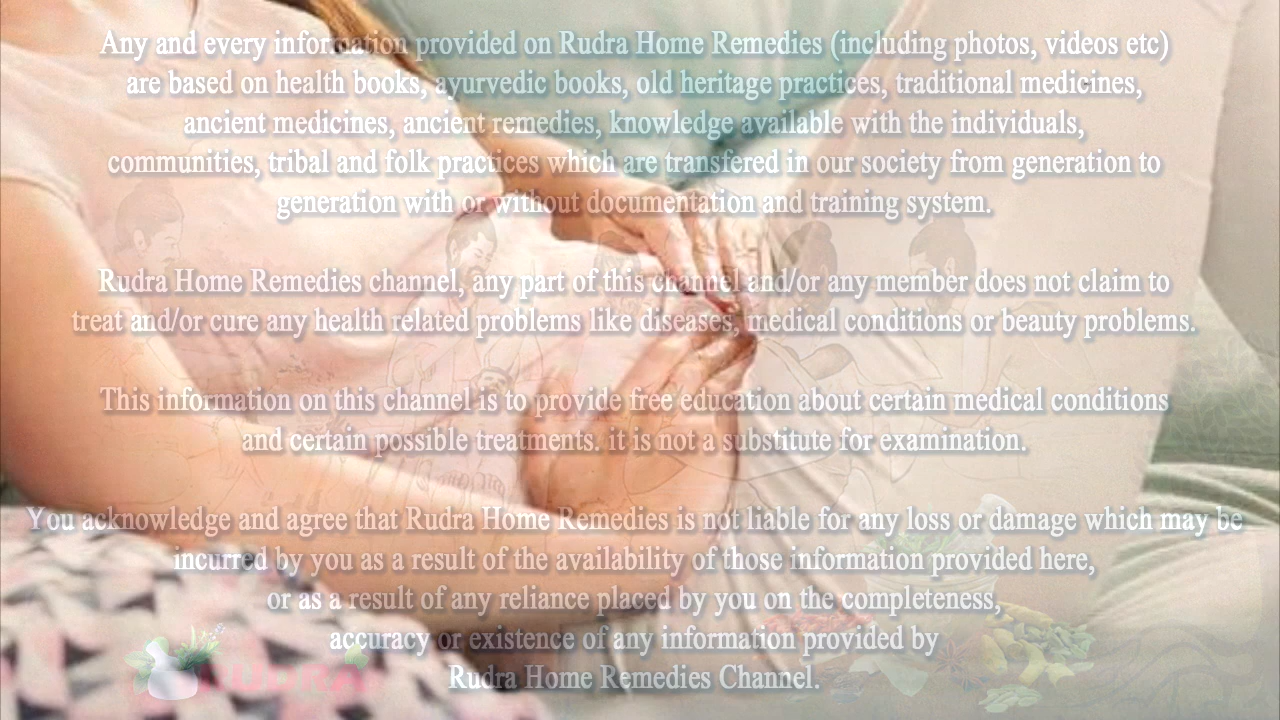 Any and every information provided on Rudra Home Remedies (including photos, videos etc)
are based on health books, ayurvedic books, old heritage practices, traditional medicines,
ancient medicines, ancient remedies, knowledge available with the individuals,
communities, tribal and folk practices which are transfered in our society from generation to
generation with or without documentation and training system.
Rudra Home Remedies channel, any part of this channel and/or any member does not claim to
treat and/or cure any health related problems like diseases, medical conditions or beauty problems.
This information on this channel is to provide free education about certain medical conditions
and certain possible treatments. it is not a substitute for examination.
You acknowledge and agree that Rudra Home Remedies is not liable for any loss or damage which may be
incurred by you as a result of the availability of those information provided here,
or as a result of any reliance placed by you on the completeness,
accuracy or existence of any information provided by
Rudra Home Remedies Channel.
RUDRA